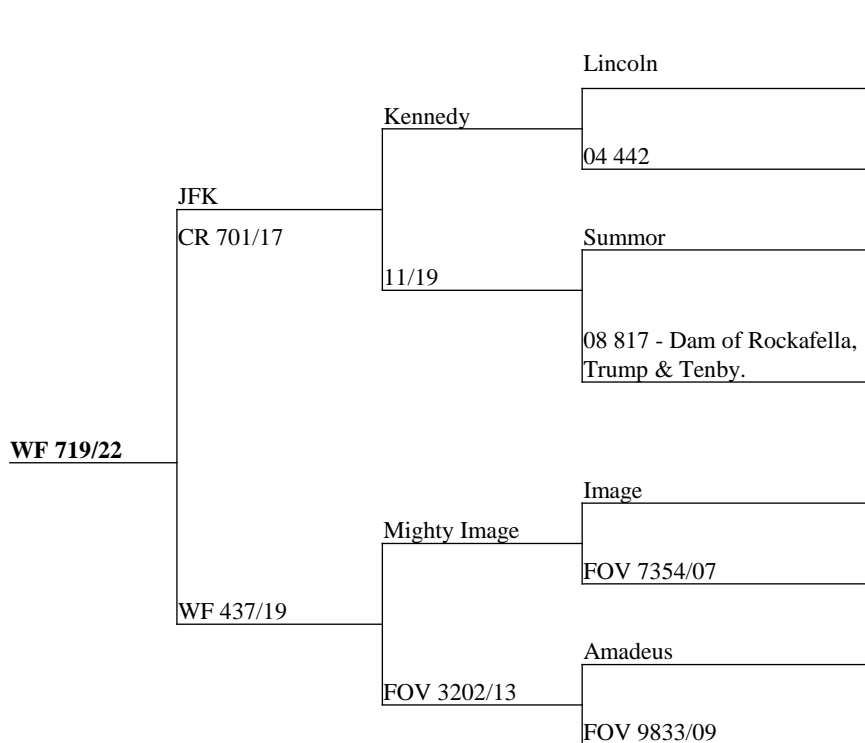 Lincoln
Kennedy
04 442
JFK
CR 701/17
Summor
11/19
08 817 - Dam of Rockafella,
Trump & Tenby.
WF 719/22
Image
Mighty Image
FOV 7354/07
WF 437/19
Amadeus
FOV 3202/13
FOV 9833/09